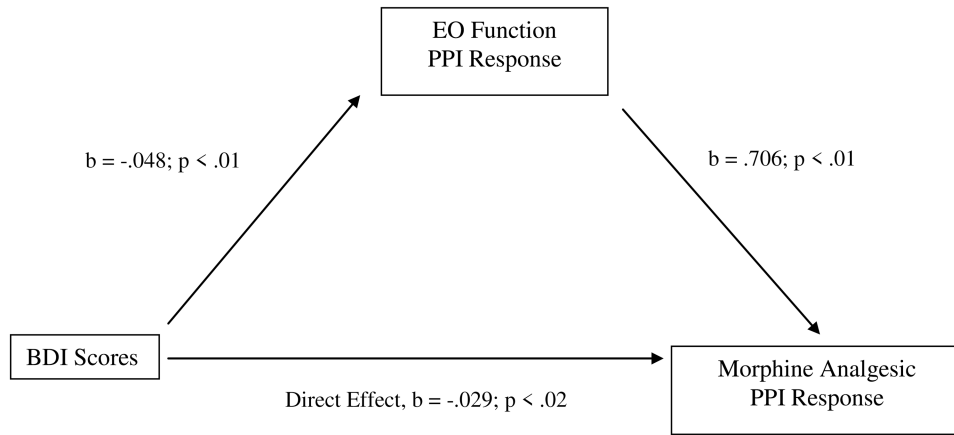 EO Function
PPI Response
b = -.048; p < .01
b = .706; p < .01
BDI Scores
Direct Effect, b = -.029; p < .02
Morphine Analgesic
PPI Response